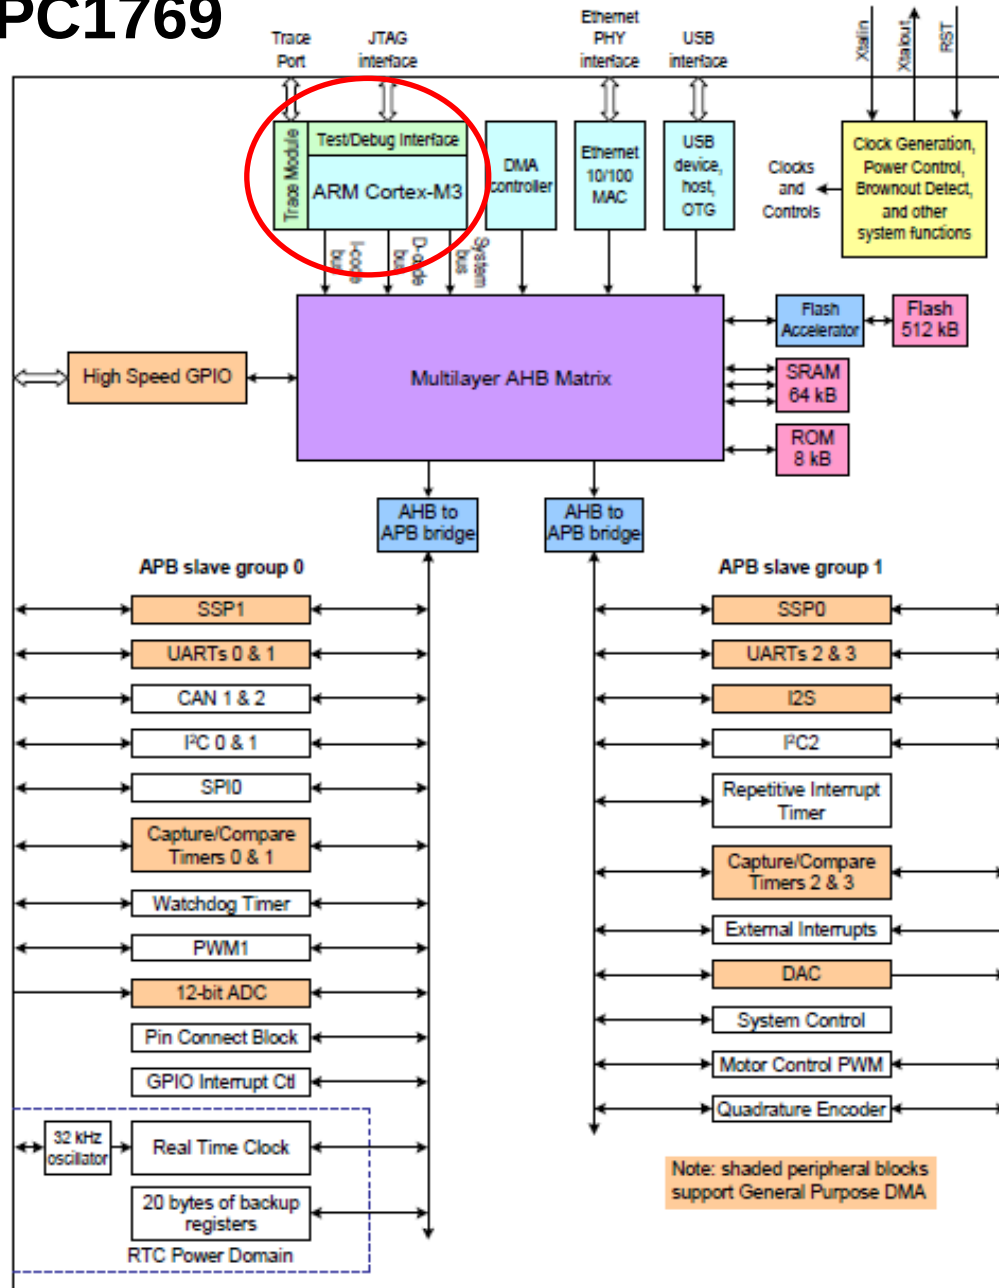 PC1769
Trace
Port
JTAG
interface
Ethernet
PHY
interface
USB
interface
Xtalin
Xtalout
RST
Trace Module
Test/Debug Interface
ARM Cortex-M3
DMA
controller
Ethernet
10/100
MAC
USB
device,
host,
OTG
Clocks
and
Controls
Clock Generation,
Power Control,
Brownout Detect,
and other
system functions
I-code
bus
D-code
bus
System
bus
High Speed GPIO
Multilayer AHB Matrix
Flash
Accelerator
Flash
512 kB
SRAM
64 kB
ROM
8 kB
AHB to
APB bridge
AHB to
APB bridge
APB slave group 0
SSP1
UARTs 0 & 1
CAN 1 & 2
I²C 0 & 1
SPI0
Capture/Compare
Timers 0 & 1
Watchdog Timer
PWM1
12-bit ADC
Pin Connect Block
GPIO Interrupt Ctl
32 kHz
oscillator
Real Time Clock
20 bytes of backup
registers
RTC Power Domain
APB slave group 1
SSP0
UARTs 2 & 3
I2S
I²C2
Repetitive Interrupt
Timer
Capture/Compare
Timers 2 & 3
External Interrupts
DAC
System Control
Motor Control PWM
Quadrature Encoder
Note: shaded peripheral blocks
support General Purpose DMA